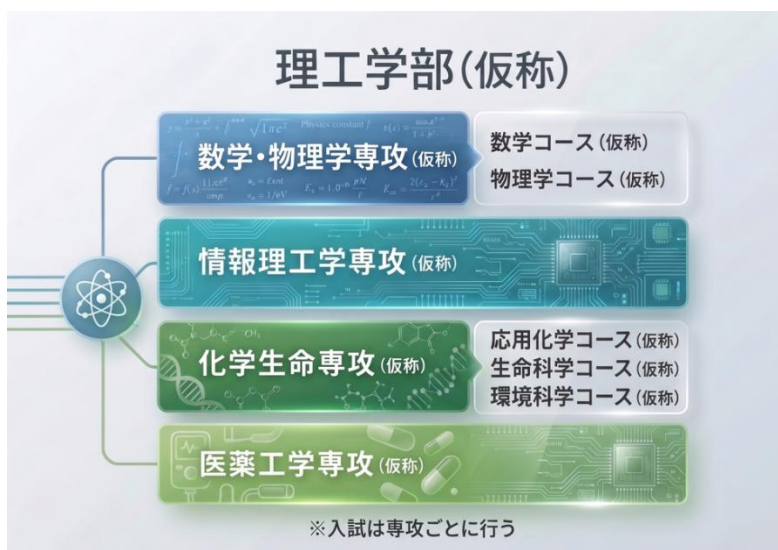 理工学部(仮称)
数学・物理学専攻(仮称)
数学コース(仮称)
物理学コース(仮称)
情報理工学専攻(仮称)
化学生命専攻(仮称)
応用化学コース(仮称)
生命科学コース(仮称)
環境科学コース(仮称)
医薬工学専攻(仮称)
※入試は専攻ごとに行う